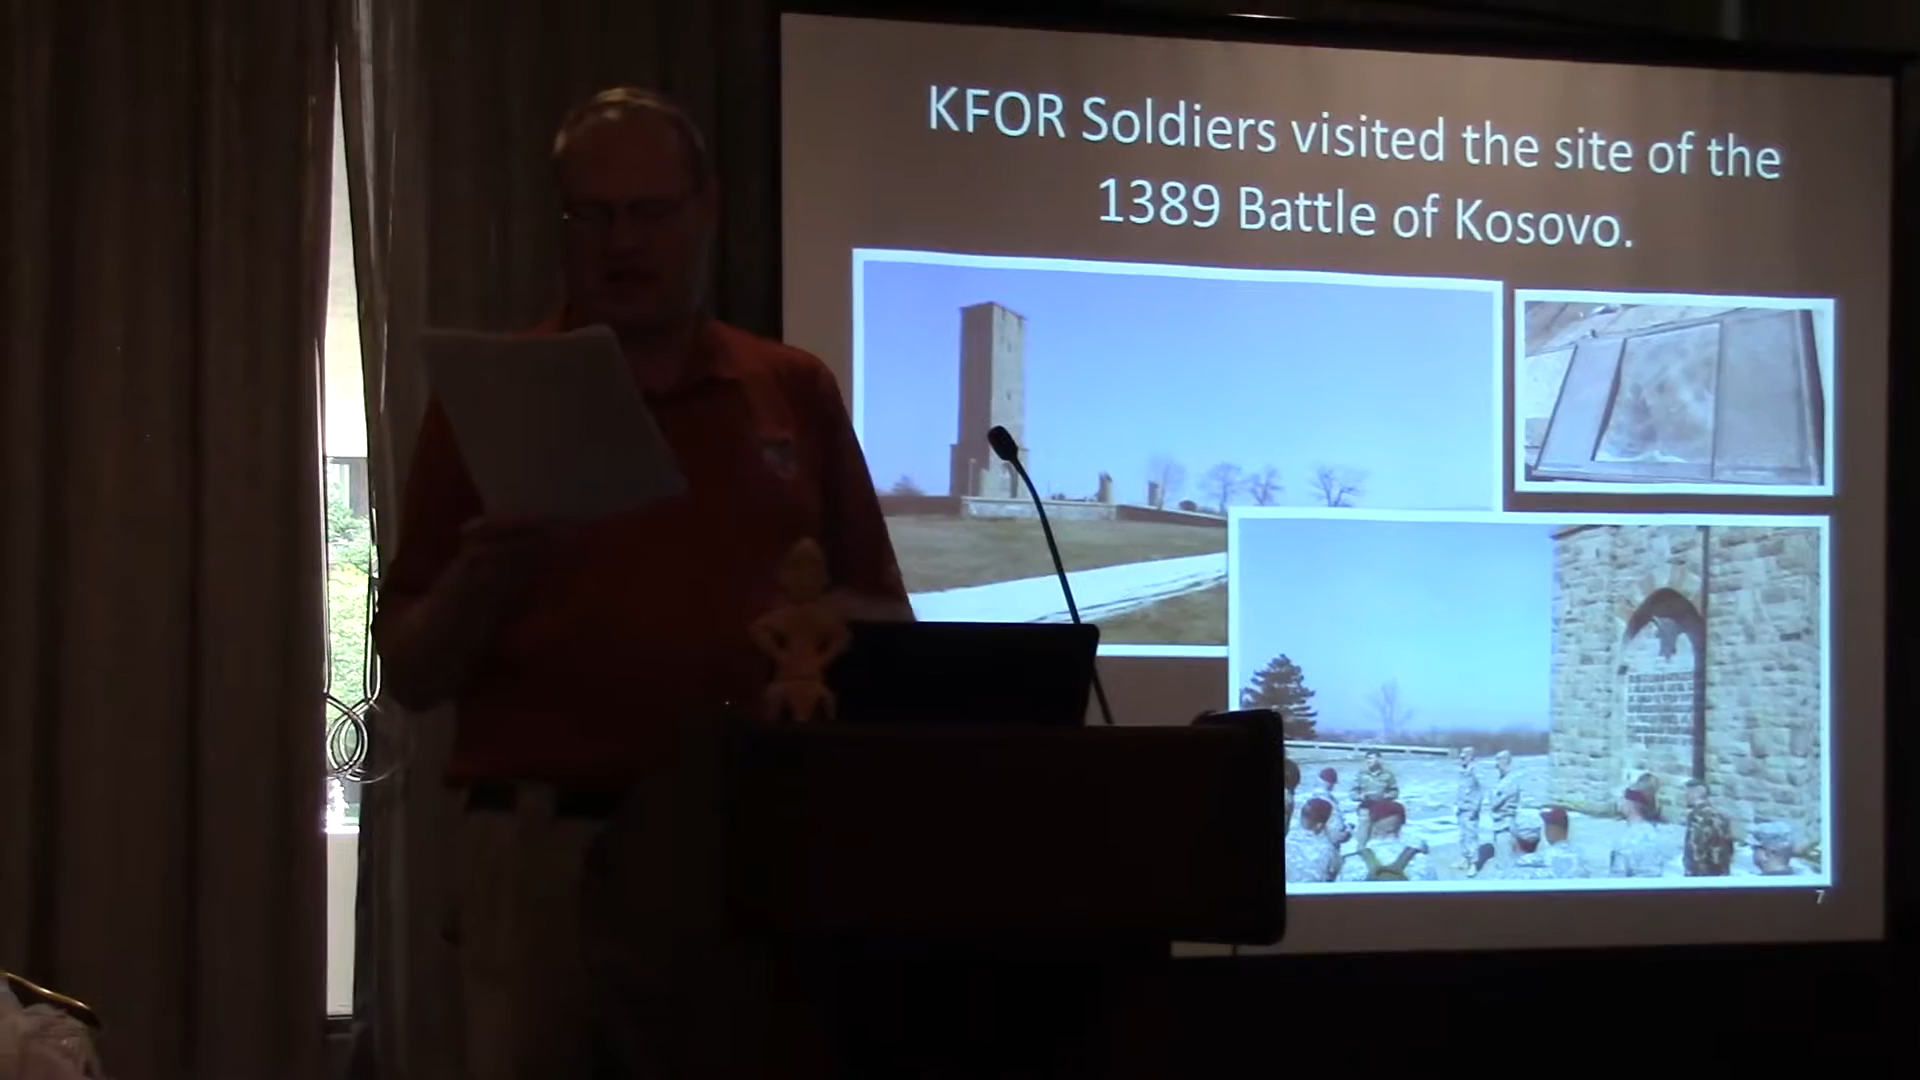 KFOR Soldiers visited the site of the
1389 Battle of Kosovo.
7